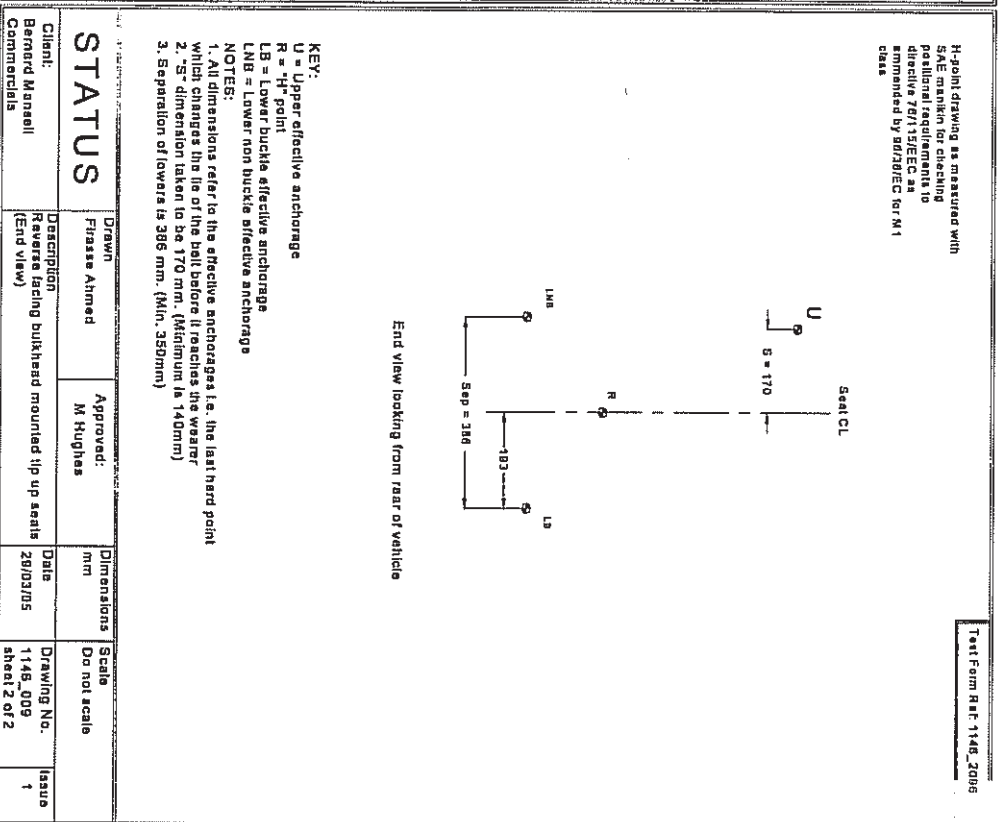 Test Form Ref: 1146_2006
H-point drawing as measured with
SAE manikin for checking
positional requirements to
directive 76/115/EEC as
ammended by 96/38/EC for M1
class
Seat CL
U
S = 170
R
LNB
LB
193
Sep = 386
End view looking from rear of vehicle
KEY:
U = Upper effective anchorage
R = "H" point
LB = Lower buckle effective anchorage
LNB = Lower non buckle effective anchorage
NOTES:
1. All dimensions refer to the effective anchorages i.e. the last hard point
which changes the lie of the belt before it reaches the wearer
2. "S" dimension taken to be 170 mm. (Minimum is 140mm)
3. Separation of lowers is 386 mm. (Min. 350mm)
STATUS
Drawn
Firasse Ahmed
Approved:
M Hughes
Dimensions
mm
Scale
Do not scale
Client:
Bernard Mansell
Commercials
Description
Reverse facing bulkhead mounted tip up seats
(End view)
Date
29/03/05
Drawing No.
1146_009
sheet 2 of 2
Issue
1